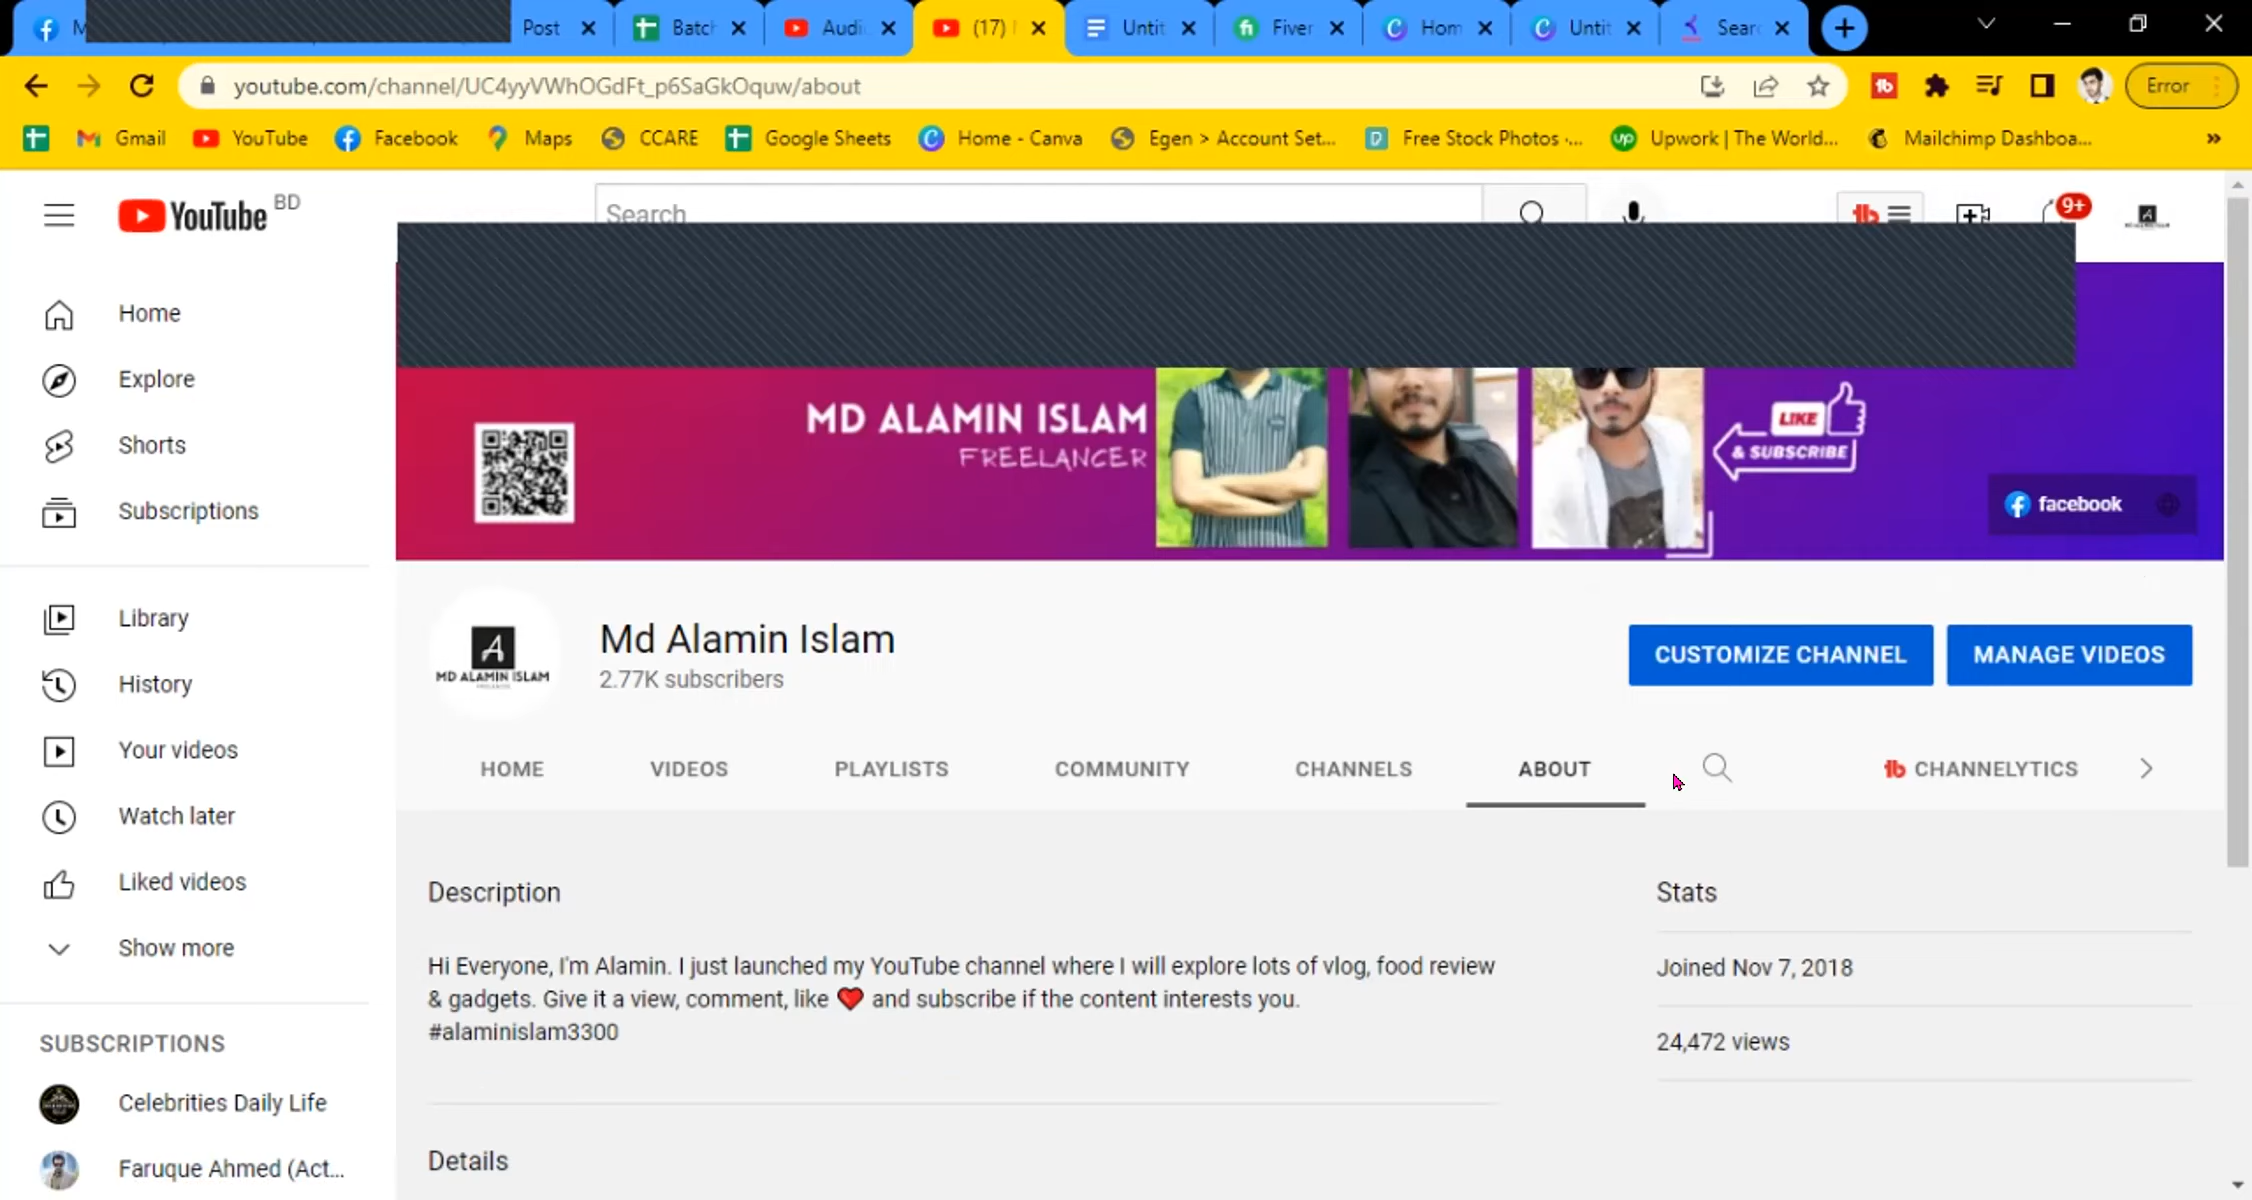 M
Post
Batch
Audi
(17)
Untit
Fiver
Hom
Untit
Sear
youtube.com/channel/UC4yyVWhOGdFt_p6SaGkOquw/about
Error
Gmail
YouTube
Facebook
Maps
CCARE
Google Sheets
Home - Canva
Egen > Account Set...
Free Stock Photos ·...
Upwork | The World...
Mailchimp Dashboa...
YouTube BD
Search
9+
Home
Explore
Shorts
Subscriptions
Library
History
Your videos
Watch later
Liked videos
Show more
SUBSCRIPTIONS
Celebrities Daily Life
Faruque Ahmed (Act...
MD ALAMIN ISLAM
FREELANCER
LIKE
& SUBSCRIBE
facebook
A
MD ALAMIN ISLAM
Md Alamin Islam
2.77K subscribers
CUSTOMIZE CHANNEL
MANAGE VIDEOS
HOME
VIDEOS
PLAYLISTS
COMMUNITY
CHANNELS
ABOUT
CHANNELYTICS
Description
Hi Everyone, I'm Alamin. I just launched my YouTube channel where I will explore lots of vlog, food review
& gadgets. Give it a view, comment, like ❤ and subscribe if the content interests you.
#alaminislam3300
Details
Stats
Joined Nov 7, 2018
24,472 views